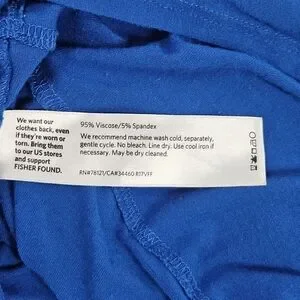 We want our
clothes back, even
if they're worn or
torn. Bring them
to our US stores
and support
FISHER FOUND.
95% Viscose/5% Spandex
We recommend machine wash cold, separately,
gentle cycle. No bleach. Line dry. Use cool iron if
necessary. May be dry cleaned.
RN#78121/CA#34460 R17VFF